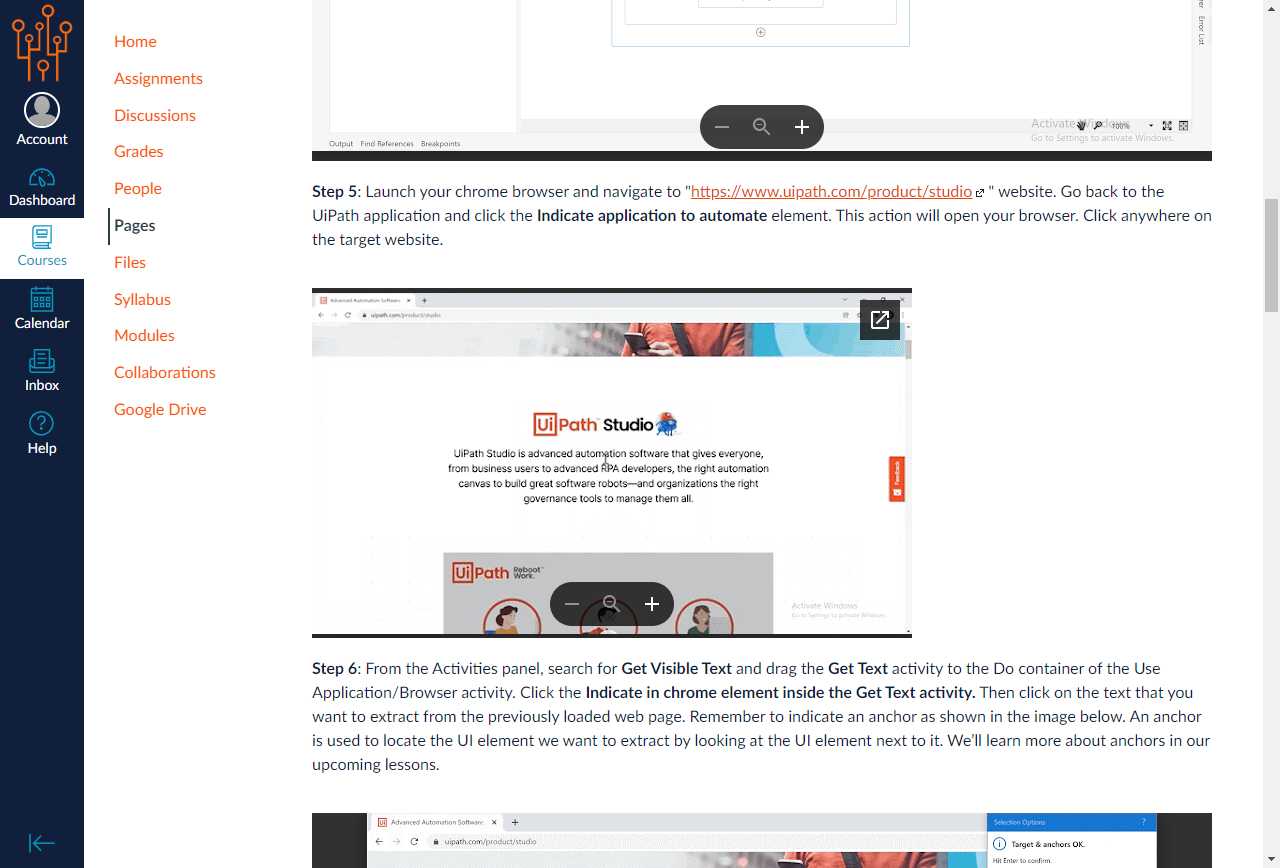 Account
Dashboard
Courses
Calendar
Inbox
Help
Home
Assignments
Discussions
Grades
People
Pages
Files
Syllabus
Modules
Collaborations
Google Drive
Error List
100%
Activate Windows
Go to Settings to activate Windows.
Output Find References Breakpoints
Step 5: Launch your chrome browser and navigate to "https://www.uipath.com/product/studio " website. Go back to the
UiPath application and click the Indicate application to automate element. This action will open your browser. Click anywhere on
the target website.
Advanced Automation Software
uipath.com/product/studio
UiPath™ Studio
UiPath Studio is advanced automation software that gives everyone,
from business users to advanced RPA developers, the right automation
canvas to build great software robots—and organizations the right
governance tools to manage them all.
Feedback
UiPath Reboot Work.™
Activate Windows
Go to Settings to activate Windows.
Step 6: From the Activities panel, search for Get Visible Text and drag the Get Text activity to the Do container of the Use
Application/Browser activity. Click the Indicate in chrome element inside the Get Text activity. Then click on the text that you
want to extract from the previously loaded web page. Remember to indicate an anchor as shown in the image below. An anchor
is used to locate the UI element we want to extract by looking at the UI element next to it. We'll learn more about anchors in our
upcoming lessons.
Advanced Automation Software
uipath.com/product/studio
Selection Options ?
Target & anchors OK.
Hit Enter to confirm.